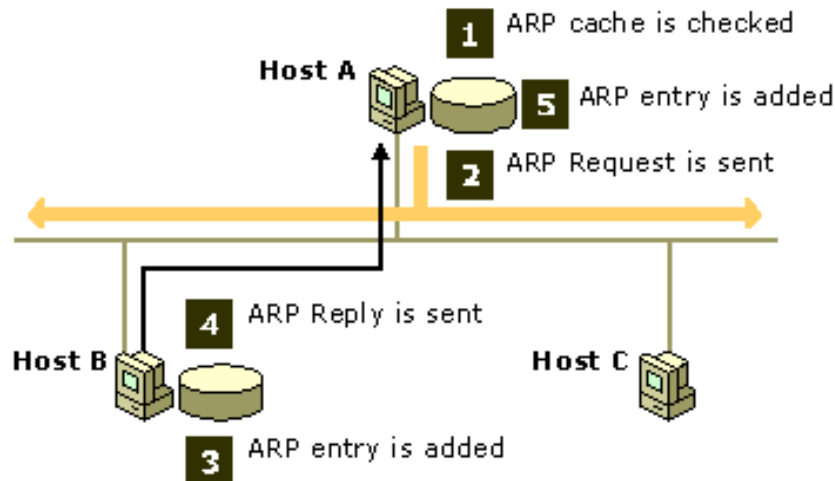 1 ARP cache is checked
Host A
5 ARP entry is added
2 ARP Request is sent
4 ARP Reply is sent
Host B
Host C
3 ARP entry is added